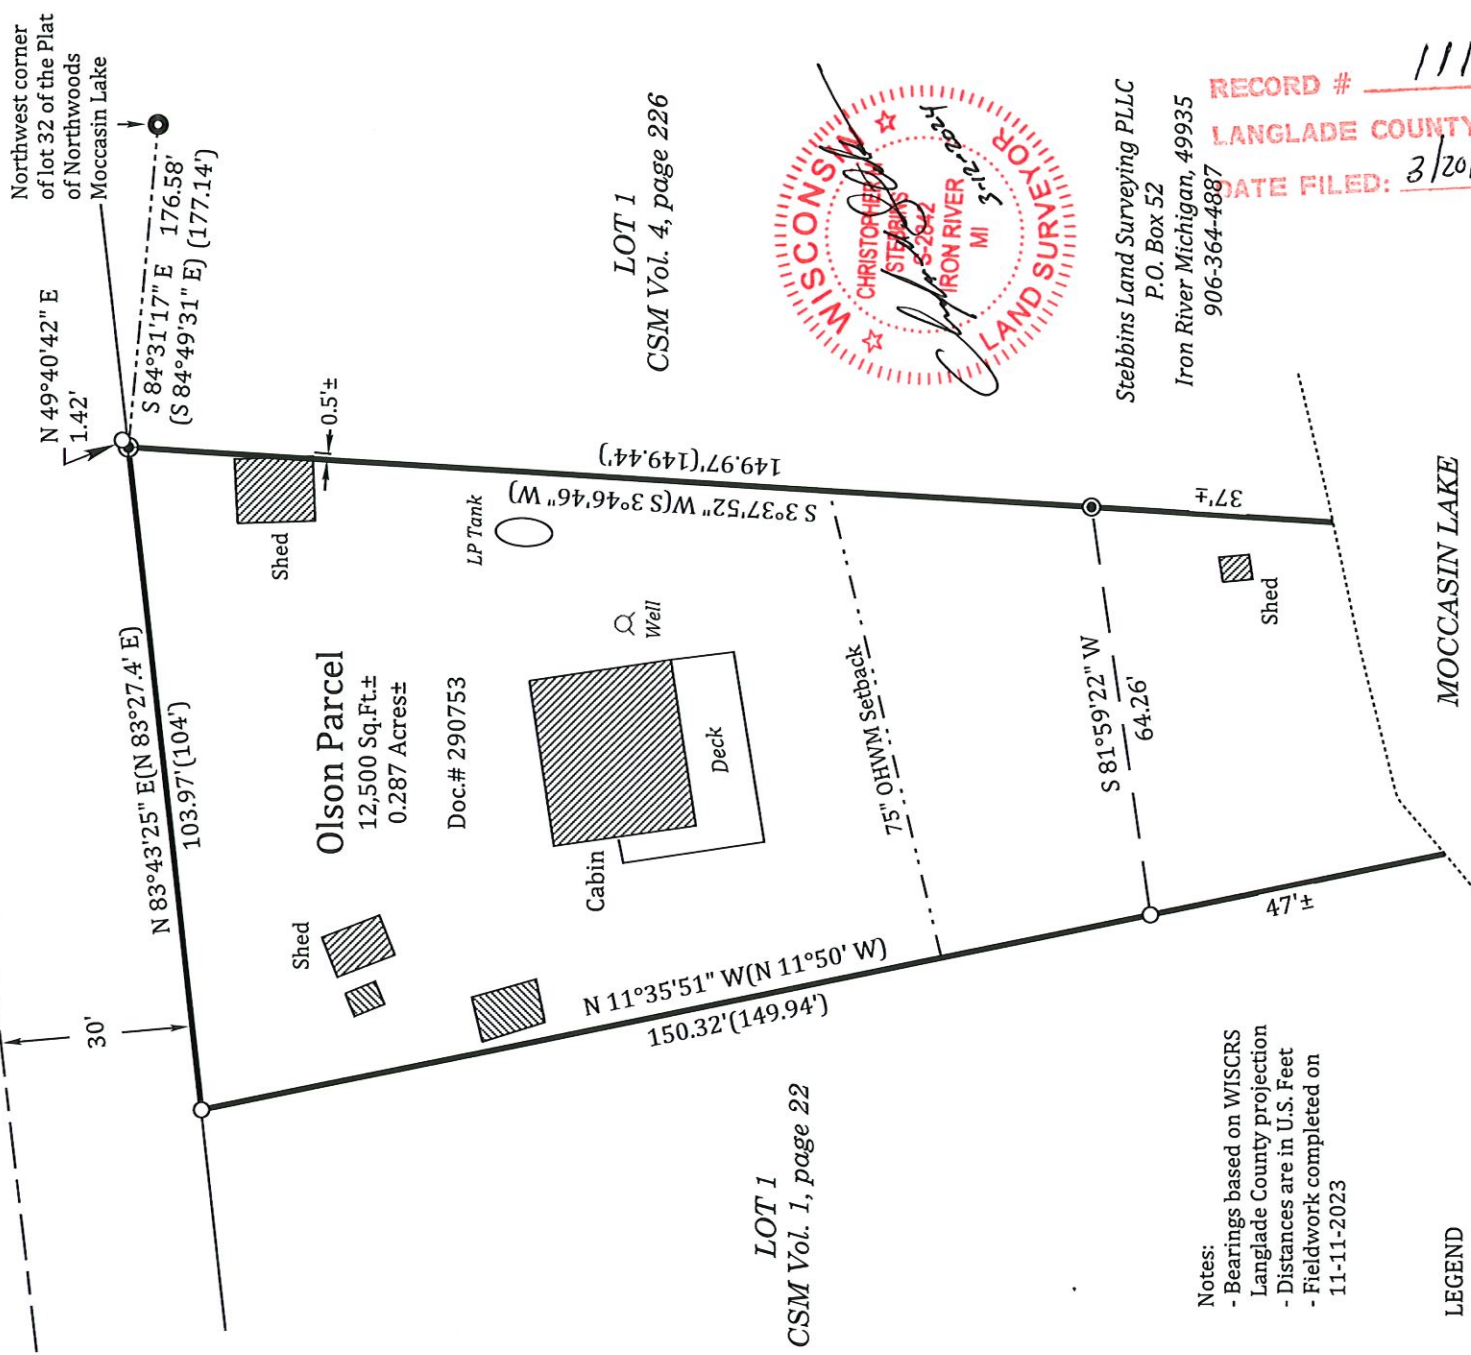 Northwest corner
of lot 32 of the Plat
of Northwoods
Moccasin Lake
N 49°40'42" E
1.42'
S 84°31'17" E 176.58'
(S 84°49'31" E) (177.14')
N 83°43'25" E(N 83°27.4' E)
103.97'(104')
30'
0.5'±
Shed
LP Tank
S 3°37'52" W(S 3°46'46" W)
149.97'(149.44')
Olson Parcel
12,500 Sq.Ft.±
0.287 Acres±
Doc.# 290753
Well
Cabin
Deck
Shed
N 11°35'51" W(N 11°50' W)
150.32'(149.94')
75" OHWM Setback
S 81°59'22" W
64.26'
37'±
47'±
Shed
LOT 1
CSM Vol. 4, page 226
LOT 1
CSM Vol. 1, page 22
MOCCASIN LAKE
WISCONSIN
CHRISTOPHER M
STEBBINS
S-2842
IRON RIVER
MI
LAND SURVEYOR
3-12-2024
Stebbins Land Surveying PLLC
P.O. Box 52
Iron River Michigan, 49935
906-364-4887
RECORD # 111
LANGLADE COUNTY
DATE FILED: 3/20
Notes:
- Bearings based on WISCRS
Langlade County projection
- Distances are in U.S. Feet
- Fieldwork completed on
11-11-2023
LEGEND